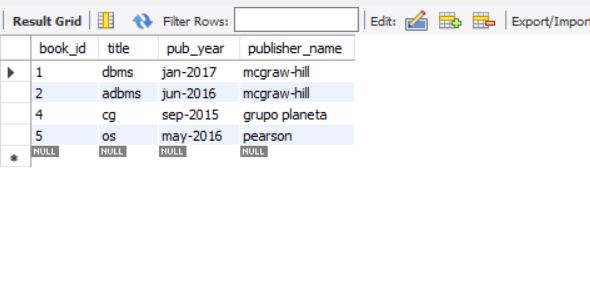 Result Grid Filter Rows: Edit: Export/Impor
book_id title pub_year publisher_name
1 dbms jan-2017 mcgraw-hill
2 adbms jun-2016 mcgraw-hill
4 cg sep-2015 grupo planeta
5 os may-2016 pearson
NULL NULL NULL NULL